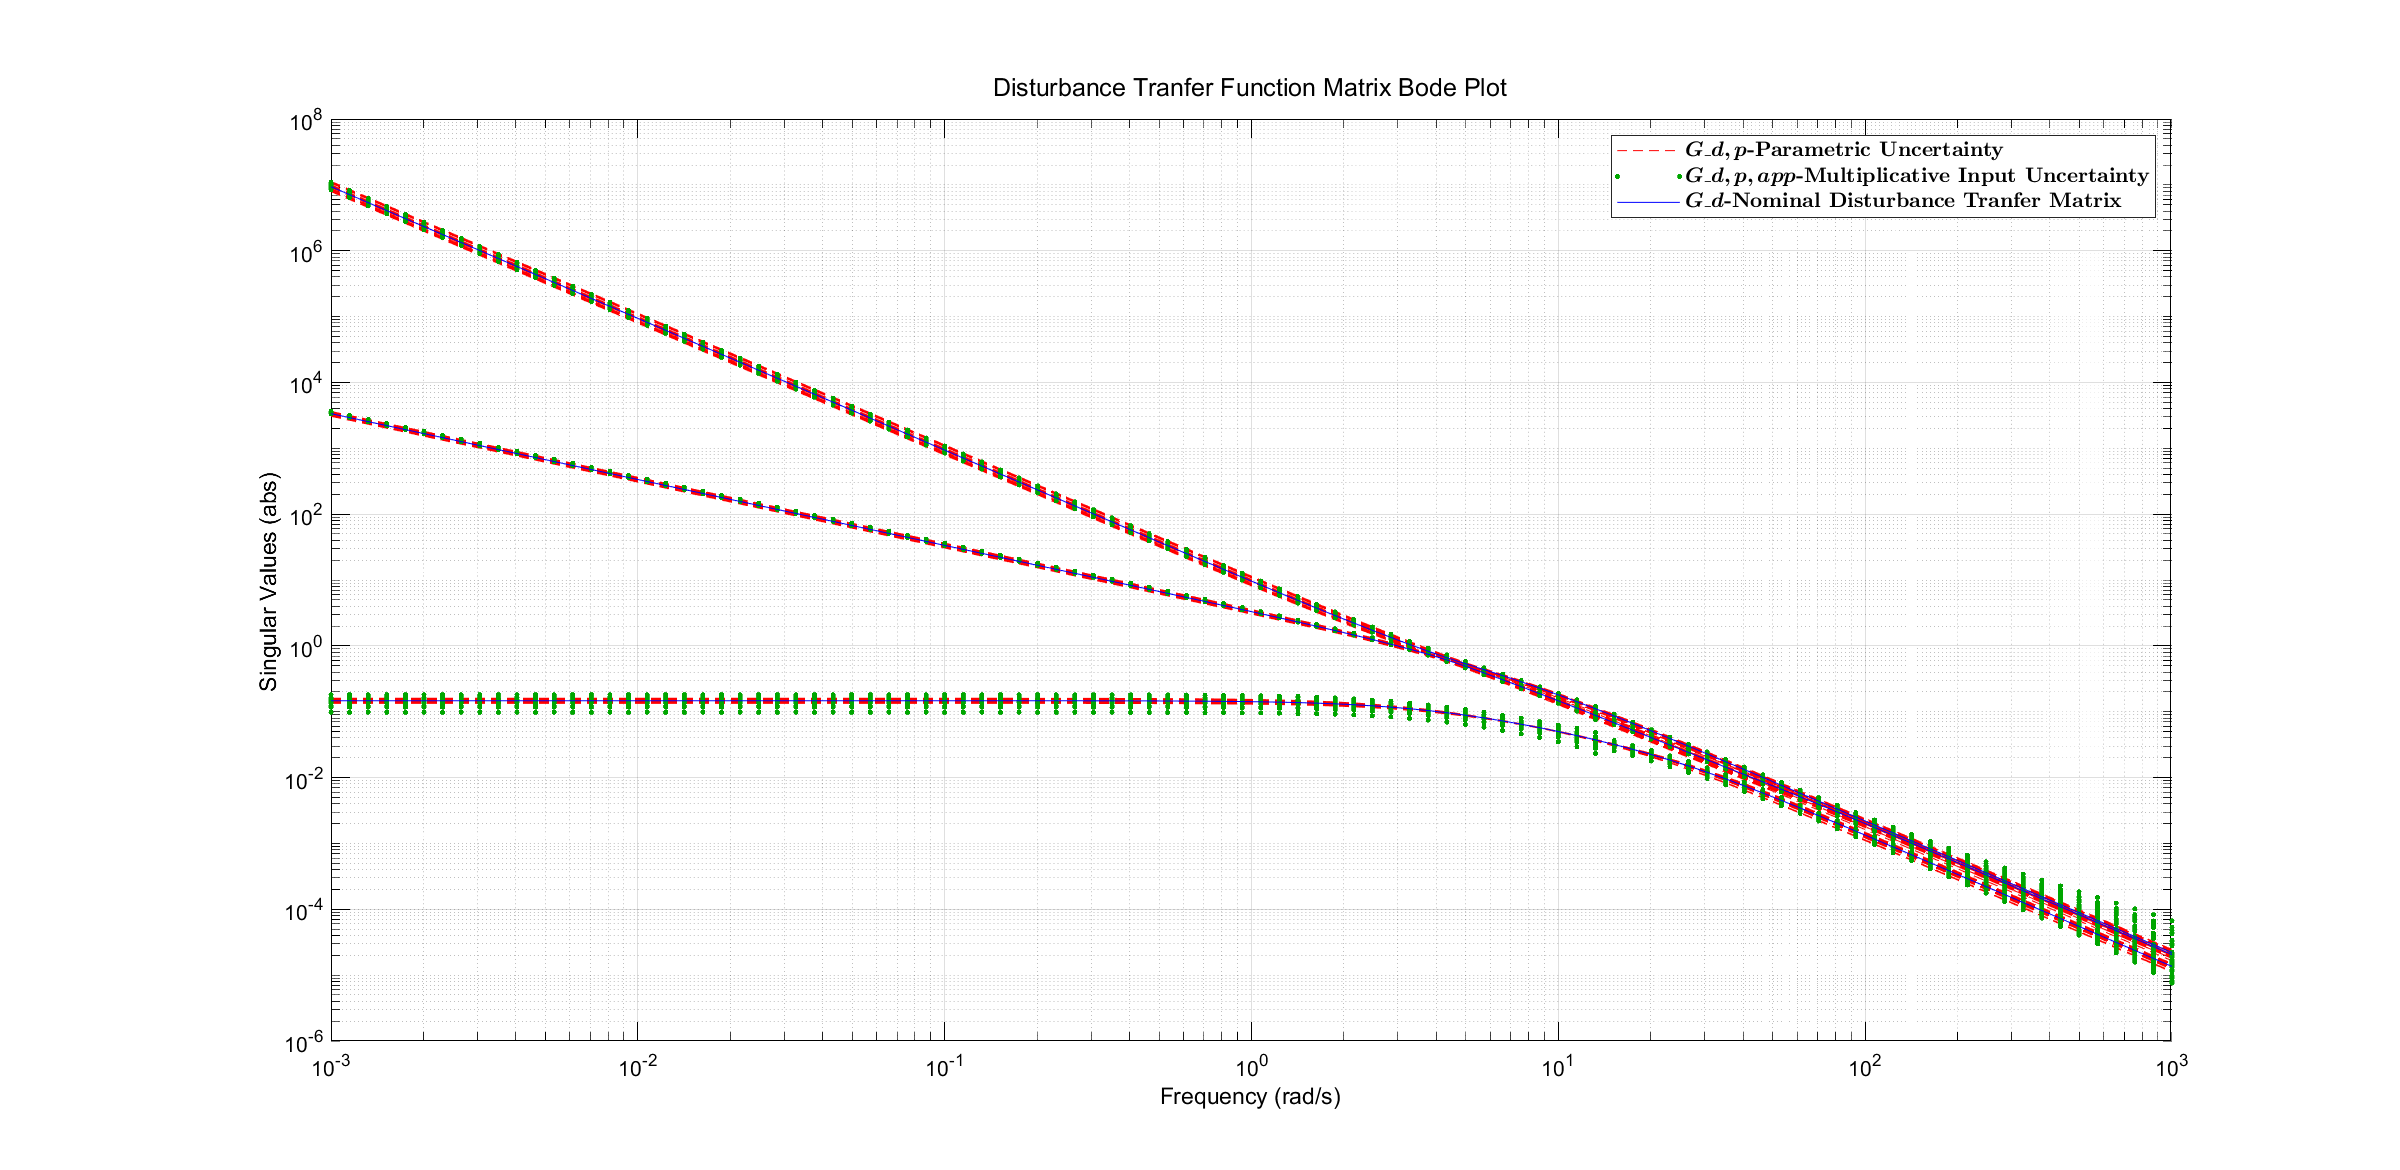 Disturbance Tranfer Function Matrix Bode Plot
10^8
10^6
10^4
10^2
10^0
10^-2
10^-4
10^-6
Singular Values (abs)
G_d, p-Parametric Uncertainty
G_d, p, app-Multiplicative Input Uncertainty
G_d-Nominal Disturbance Tranfer Matrix
10^-3 10^-2 10^-1 10^0 10^1 10^2 10^3
Frequency (rad/s)